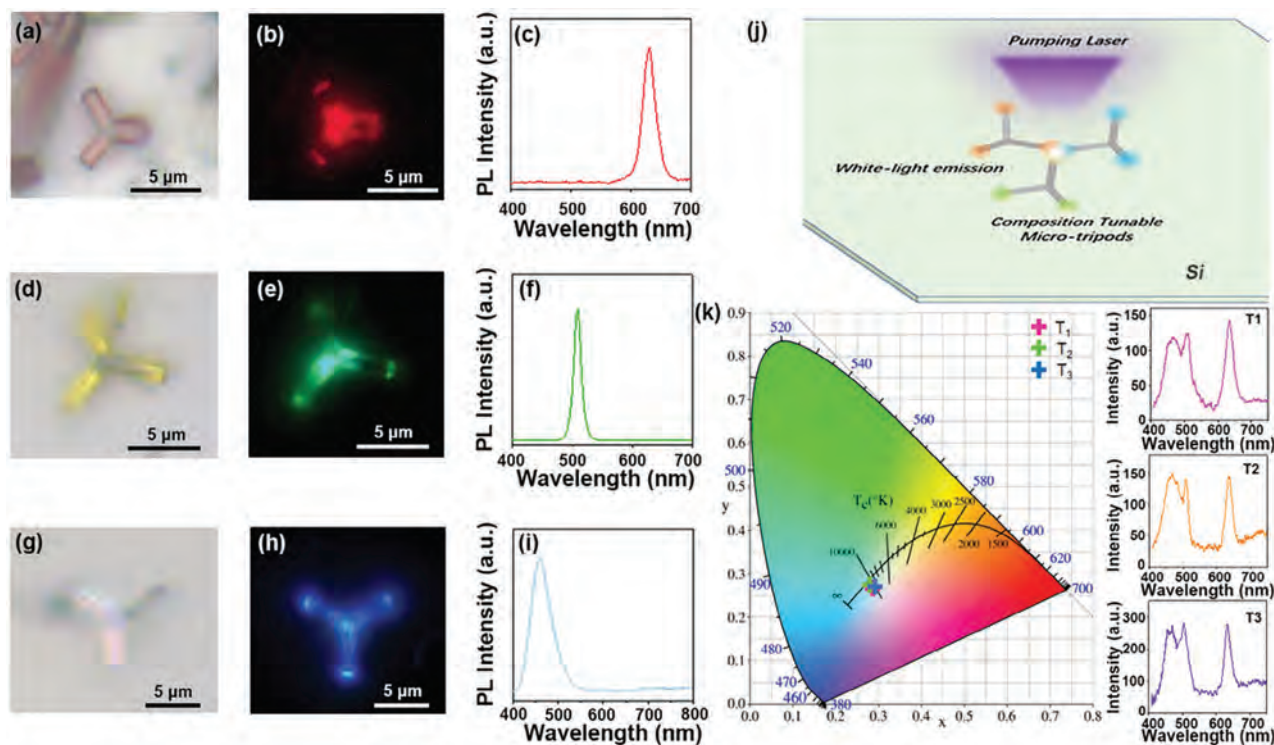 (a)
5 µm
(b)
5 µm
(c)
PL Intensity (a.u.)
400 500 600 700
Wavelength (nm)
(d)
5 µm
(e)
5 µm
(f)
PL Intensity (a.u.)
400 500 600 700
Wavelength (nm)
(g)
5 µm
(h)
5 µm
(i)
PL Intensity (a.u.)
400 500 600 700 800
Wavelength (nm)
(j)
Pumping Laser
White-light emission
Composition Tunable
Micro-tripods
Si
(k)
0.9
0.8
0.7
0.6
0.5
y
0.4
0.3
0.2
0.1
0.0
0.0 0.1 0.2 0.3 0.4 0.5 0.6 0.7 0.8
x
520
540
560
580
600
620
700
500
490
480
470
460
380
T1
T2
T3
Tc(°K)
∞
10000
6000
4000
3000
2500
2000
1500
T1
Intensity (a.u.)
150
100
50
0
400 500 600 700
Wavelength (nm)
T2
Intensity (a.u.)
150
100
50
0
400 500 600 700
Wavelength (nm)
T3
Intensity (a.u.)
300
200
100
0
400 500 600 700
Wavelength (nm)